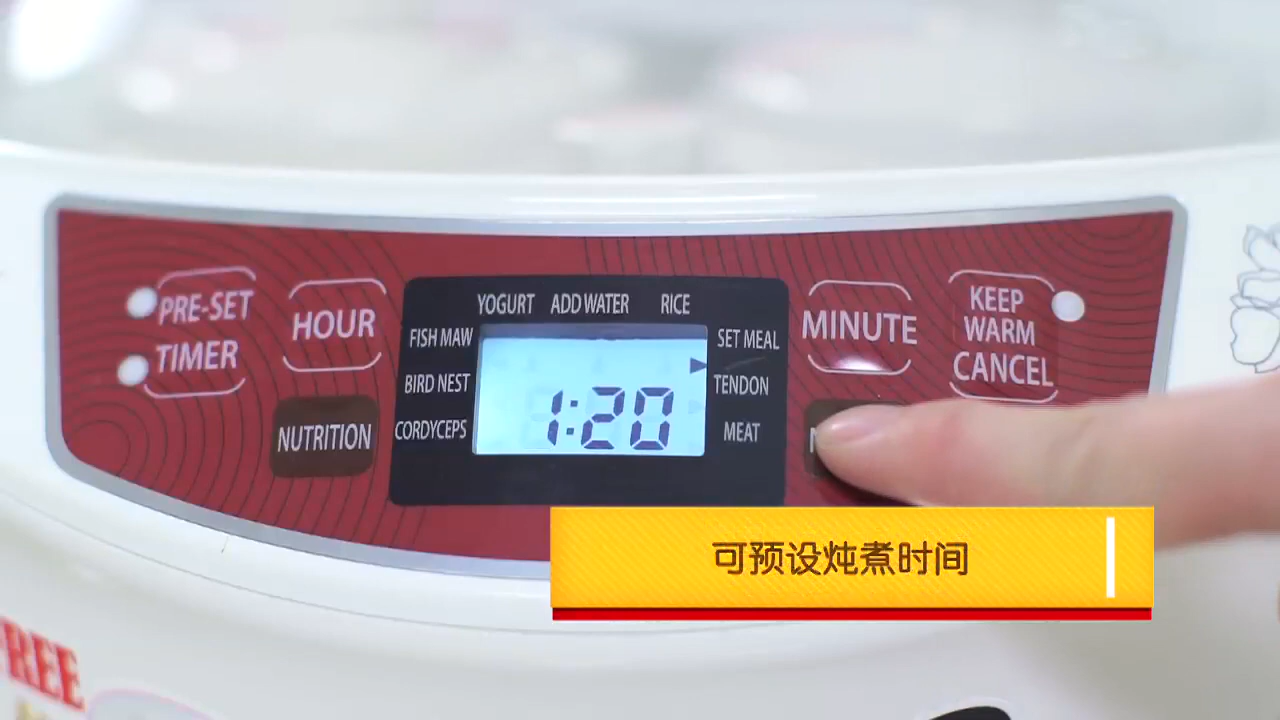 PRE-SET
TIMER
HOUR
NUTRITION
YOGURT ADD WATER RICE
FISH MAW
BIRD NEST
CORDYCEPS
1:20
SET MEAL
TENDON
MEAT
MINUTE
KEEP
WARM
CANCEL
可预设炖煮时间
FREE